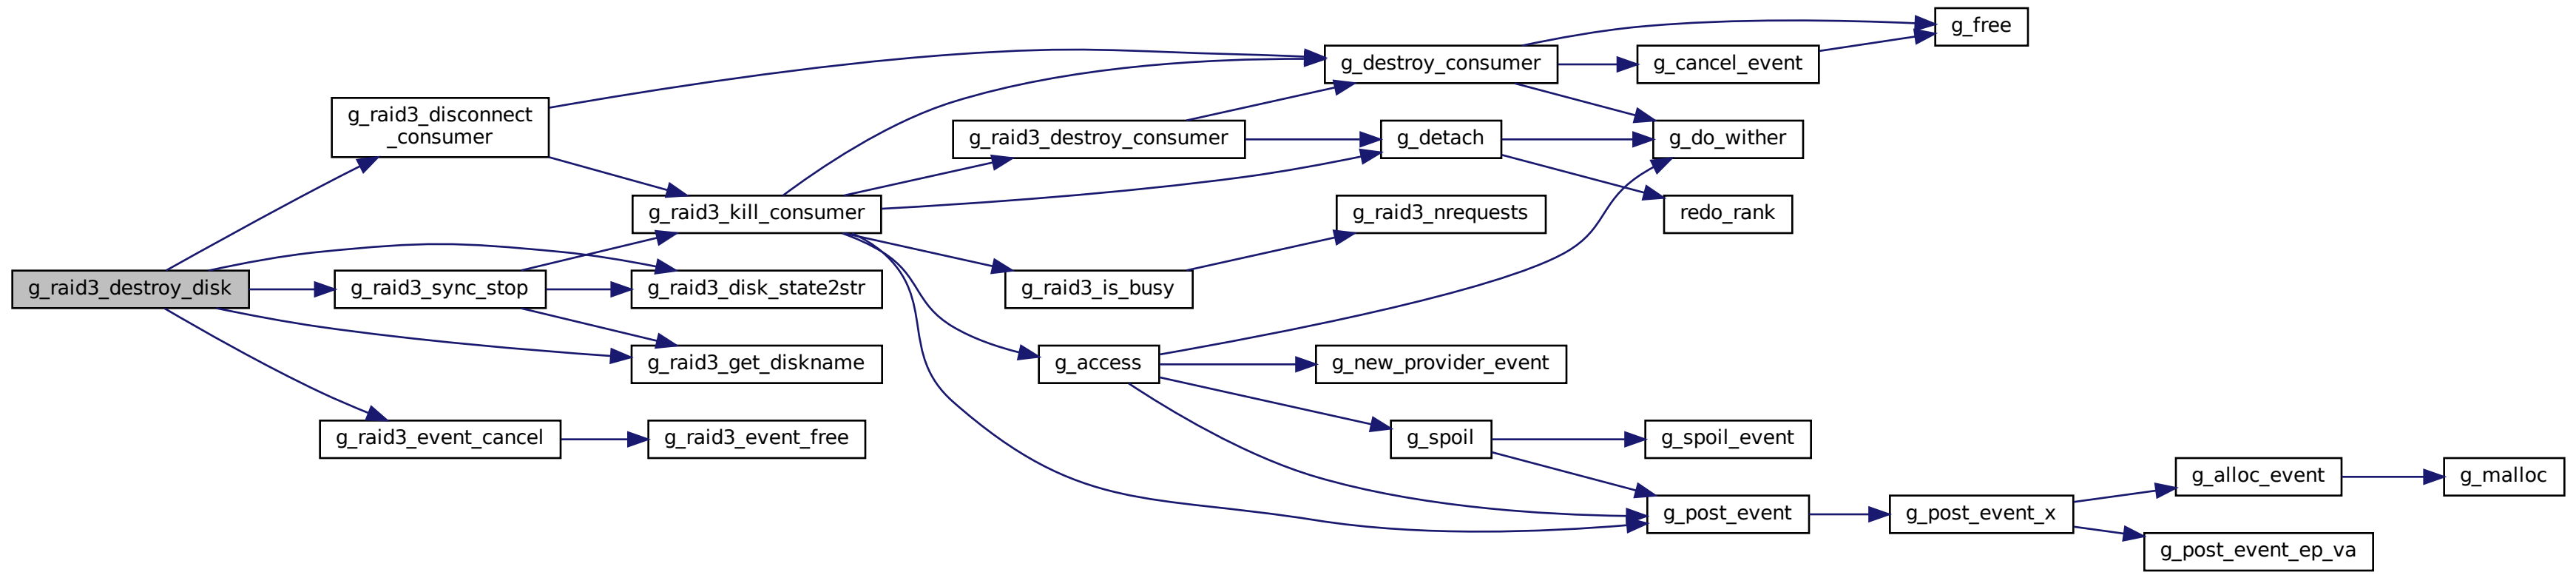 g_free
g_destroy_consumer
g_cancel_event
g_raid3_disconnect
_consumer
g_raid3_destroy_consumer
g_detach
g_do_wither
g_raid3_kill_consumer
g_raid3_nrequests
redo_rank
g_raid3_destroy_disk
g_raid3_sync_stop
g_raid3_disk_state2str
g_raid3_is_busy
g_raid3_get_diskname
g_access
g_new_provider_event
g_raid3_event_cancel
g_raid3_event_free
g_spoil
g_spoil_event
g_alloc_event
g_malloc
g_post_event
g_post_event_x
g_post_event_ep_va